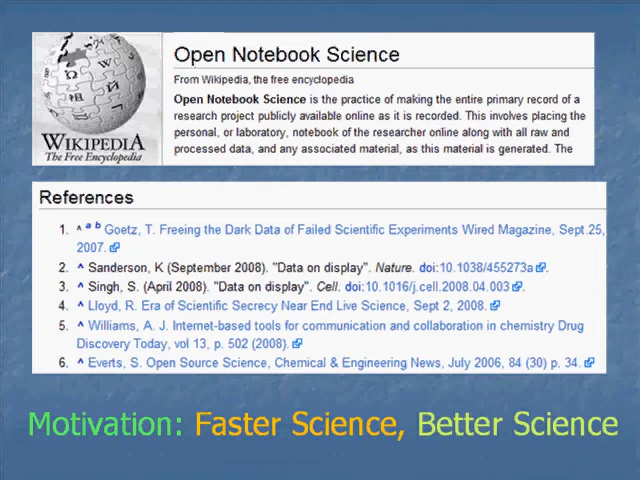 WIKIPEDIA
The Free Encyclopedia
Open Notebook Science
From Wikipedia, the free encyclopedia
Open Notebook Science is the practice of making the entire primary record of a
research project publicly available online as it is recorded. This involves placing the
personal, or laboratory, notebook of the researcher online along with all raw and
processed data, and any associated material, as this material is generated. The
References
1. ^ a b Goetz, T. Freeing the Dark Data of Failed Scientific Experiments Wired Magazine, Sept.25,
2007.
2. ^ Sanderson, K (September 2008). "Data on display". Nature. doi:10.1038/455273a.
3. ^ Singh, S. (April 2008). "Data on display". Cell. doi:10.1016/j.cell.2008.04.003.
4. ^ Lloyd, R. Era of Scientific Secrecy Near End Live Science, Sept 2, 2008.
5. ^ Williams, A. J. Internet-based tools for communication and collaboration in chemistry Drug
Discovery Today, vol 13, p. 502 (2008).
6. ^ Everts, S. Open Source Science, Chemical & Engineering News, July 2006, 84 (30) p. 34.
Motivation: Faster Science, Better Science